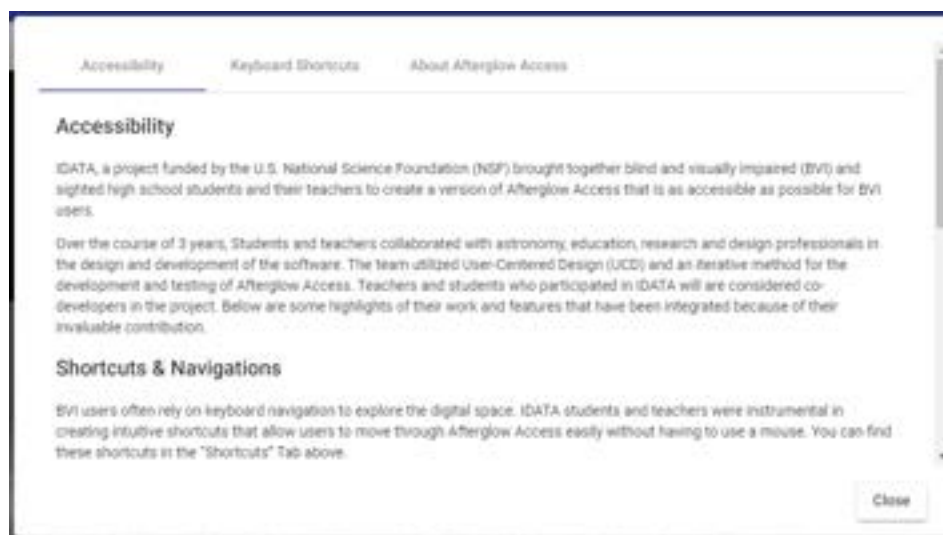 Accessibility Keyboard Shortcuts About Afterglow Access
Accessibility
IDATA, a project funded by the U.S. National Science Foundation (NSF) brought together blind and visually impaired (BVI) and
sighted high school students and their teachers to create a version of Afterglow Access that is as accessible as possible for BVI
users.
Over the course of 3 years, Students and teachers collaborated with astronomy, education, research and design professionals in
the design and development of the software. The team utilized User-Centered Design (UCD) and an iterative method for the
development and testing of Afterglow Access. Teachers and students who participated in IDATA will are considered co-
developers in the project. Below are some highlights of their work and features that have been integrated because of their
invaluable contribution.
Shortcuts & Navigations
BVI users often rely on keyboard navigation to explore the digital space. IDATA students and teachers were instrumental in
creating intuitive shortcuts that allow users to move through Afterglow Access easily without having to use a mouse. You can find
these shortcuts in the "Shortcuts" Tab above.
Close